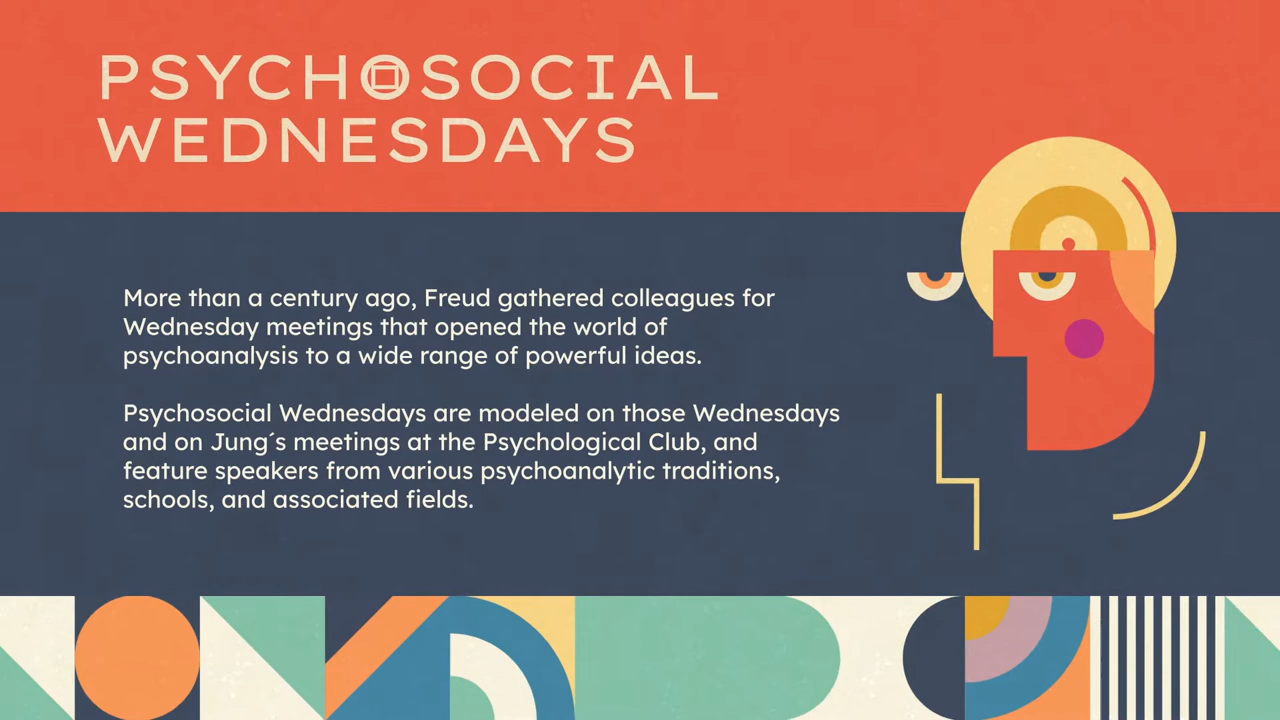 PSYCHOSOCIAL
WEDNESDAYS
More than a century ago, Freud gathered colleagues for
Wednesday meetings that opened the world of
psychoanalysis to a wide range of powerful ideas.
Psychosocial Wednesdays are modeled on those Wednesdays
and on Jung´s meetings at the Psychological Club, and
feature speakers from various psychoanalytic traditions,
schools, and associated fields.